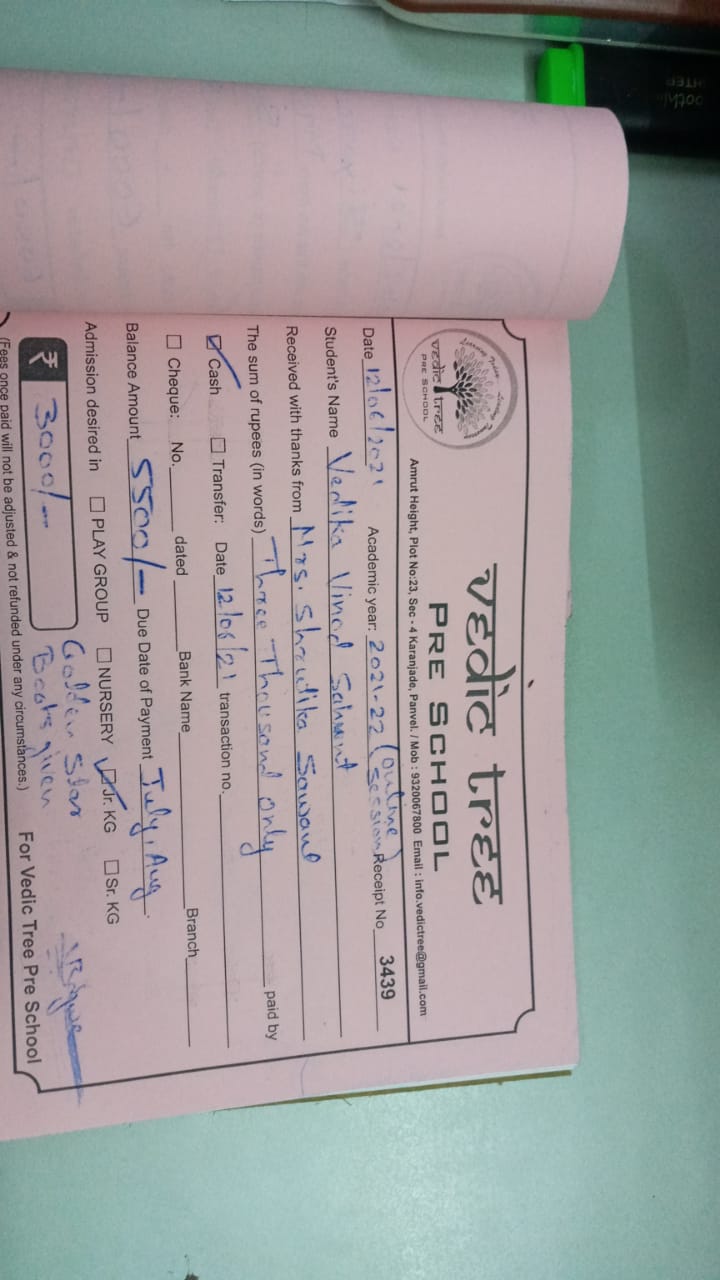 vedic tree
PRE SCHOOL
vedic tree
PRE SCHOOL
Amrut Height, Plot No:23, Sec - 4 Karanjade, Panvel. / Mob : 9320067800 Email : info.vedictree@gmail.com
Date 12/06/2021 Academic year: 2021-22 (online session) Receipt No 3439
Student's Name Vedika Vinod Sawant
Received with thanks from Mrs. Sawant
The sum of rupees (in words) Three Thousand only paid by
Cash Transfer: Date 12/06/21 transaction no.
Cheque: No. dated Bank Name Branch
Balance Amount 5500/- Due Date of Payment July, Aug.
Admission desired in PLAY GROUP NURSERY Jr. KG Sr. KG
₹ 3000/- Golden Star
Books given
For Vedic Tree Pre School
(Fees once paid will not be adjusted & not refunded under any circumstances.)